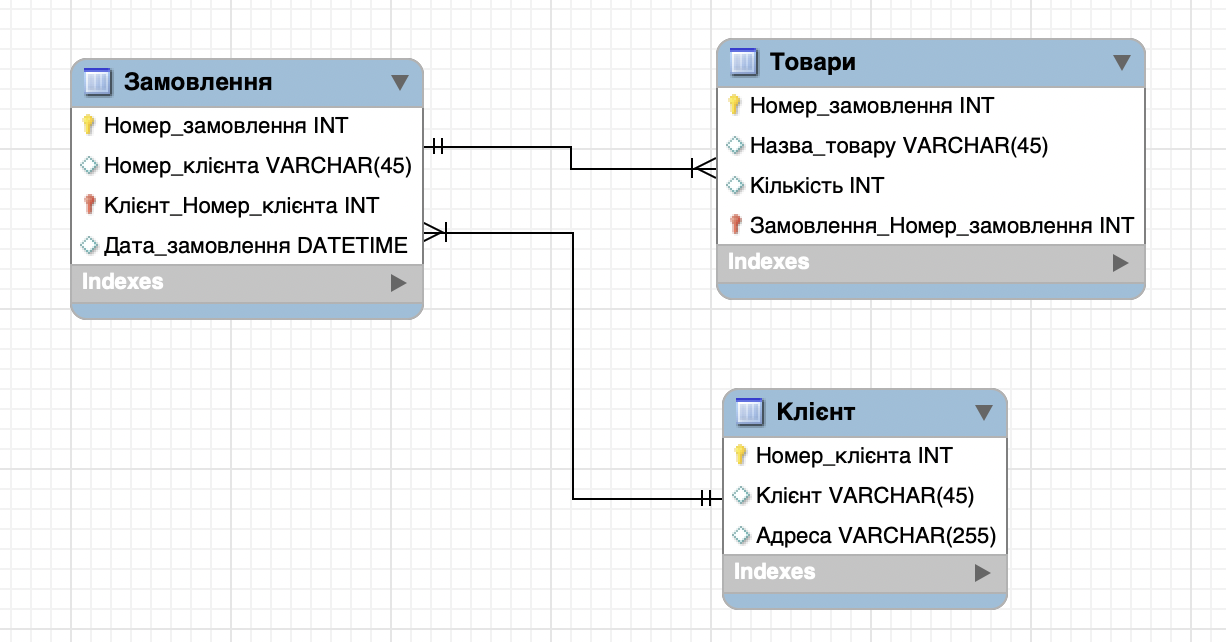 Замовлення
Номер_замовлення INT
Номер_клієнта VARCHAR(45)
Клієнт_Номер_клієнта INT
Дата_замовлення DATETIME
Indexes
Товари
Номер_замовлення INT
Назва_товару VARCHAR(45)
Кількість INT
Замовлення_Номер_замовлення INT
Indexes
Клієнт
Номер_клієнта INT
Клієнт VARCHAR(45)
Адреса VARCHAR(255)
Indexes